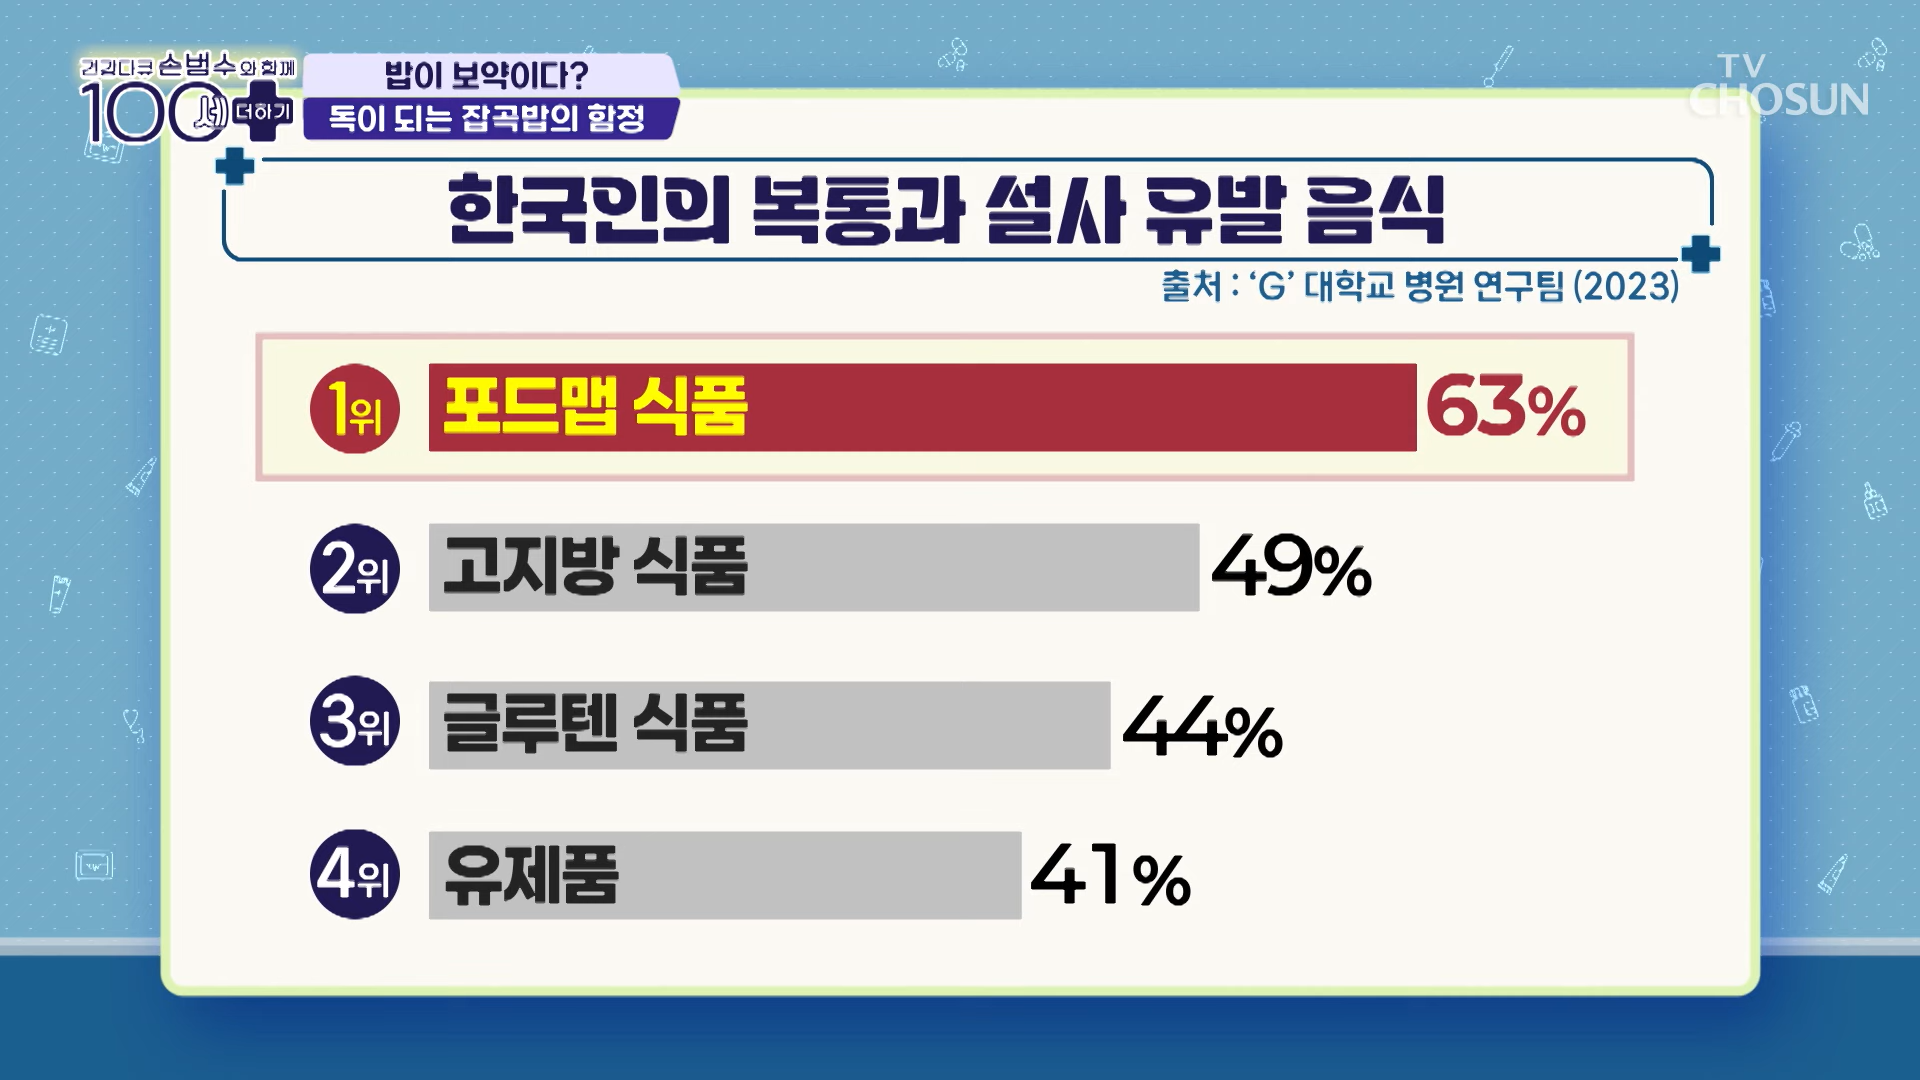 건강다큐 손범수와 함께
100세 더하기
밥이 보약이다?
독이 되는 잡곡밥의 함정
TV
CHOSUN
한국인의 복통과 설사 유발 음식
출처 : ‘G’ 대학교 병원 연구팀 (2023)
1위 포드맵 식품 63%
2위 고지방 식품 49%
3위 글루텐 식품 44%
4위 유제품 41%